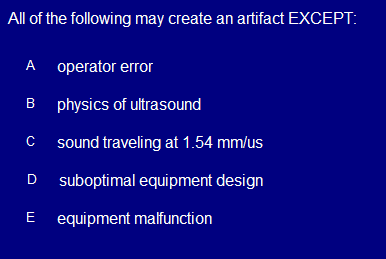 All of the following may create an artifact EXCEPT:
A operator error
B physics of ultrasound
C sound traveling at 1.54 mm/us
D suboptimal equipment design
E equipment malfunction